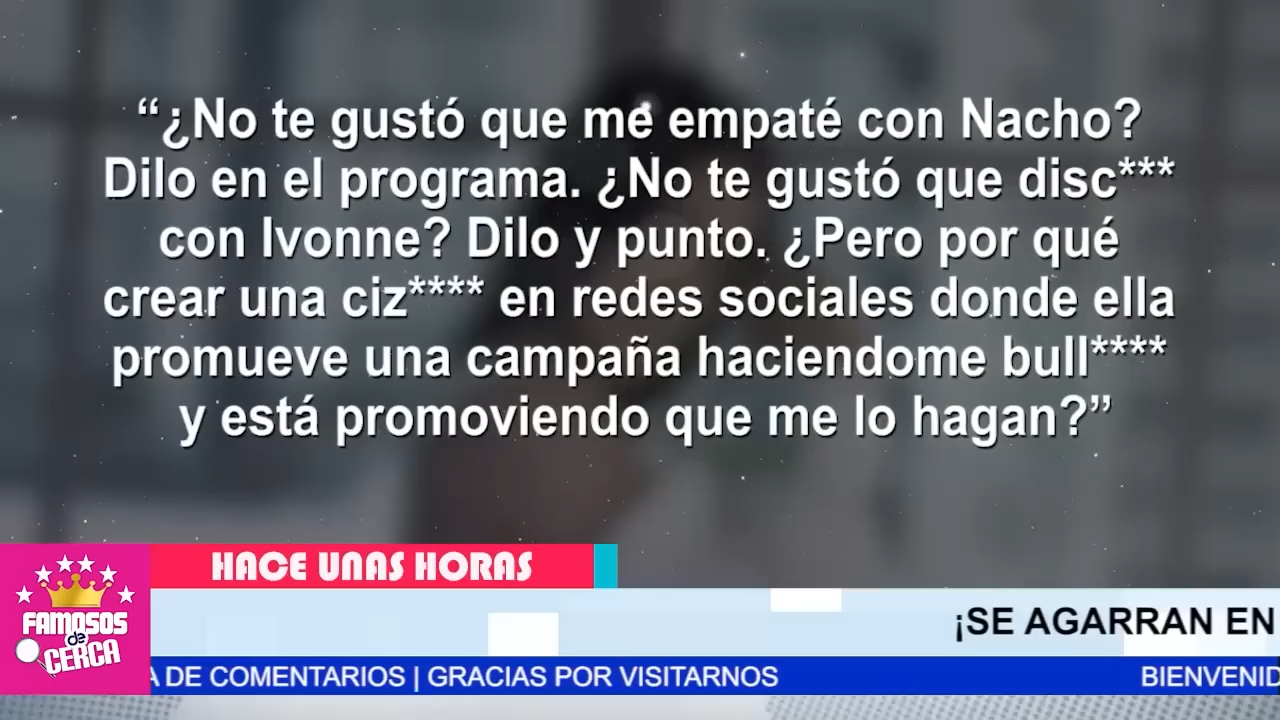 “¿No te gustó que me empaté con Nacho?
Dilo en el programa. ¿No te gustó que disc***
con Ivonne? Dilo y punto. ¿Pero por qué
crear una ciz**** en redes sociales donde ella
promueve una campaña haciendome bull****
y está promoviendo que me lo hagan?”
HACE UNAS HORAS
FAMOSOS
de
CERCA
¡SE AGARRAN EN
A DE COMENTARIOS | GRACIAS POR VISITARNOS
BIENVENID